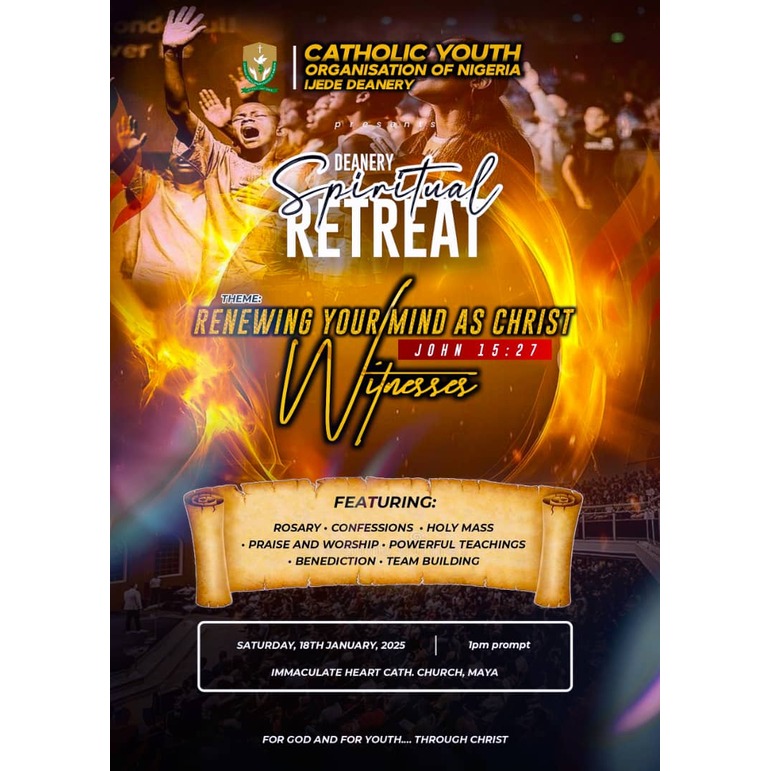 CATHOLIC YOUTH
ORGANISATION OF NIGERIA
IJEDE DEANERY
presents
DEANERY
Spiritual
RETREAT
THEME:
RENEWING YOUR MIND AS CHRIST
JOHN 15:27
Witnesses
FEATURING:
ROSARY • CONFESSIONS • HOLY MASS
• PRAISE AND WORSHIP • POWERFUL TEACHINGS
• BENEDICTION • TEAM BUILDING
SATURDAY, 18TH JANUARY, 2025 | 1pm prompt
IMMACULATE HEART CATH. CHURCH, MAYA
FOR GOD AND FOR YOUTH.... THROUGH CHRIST